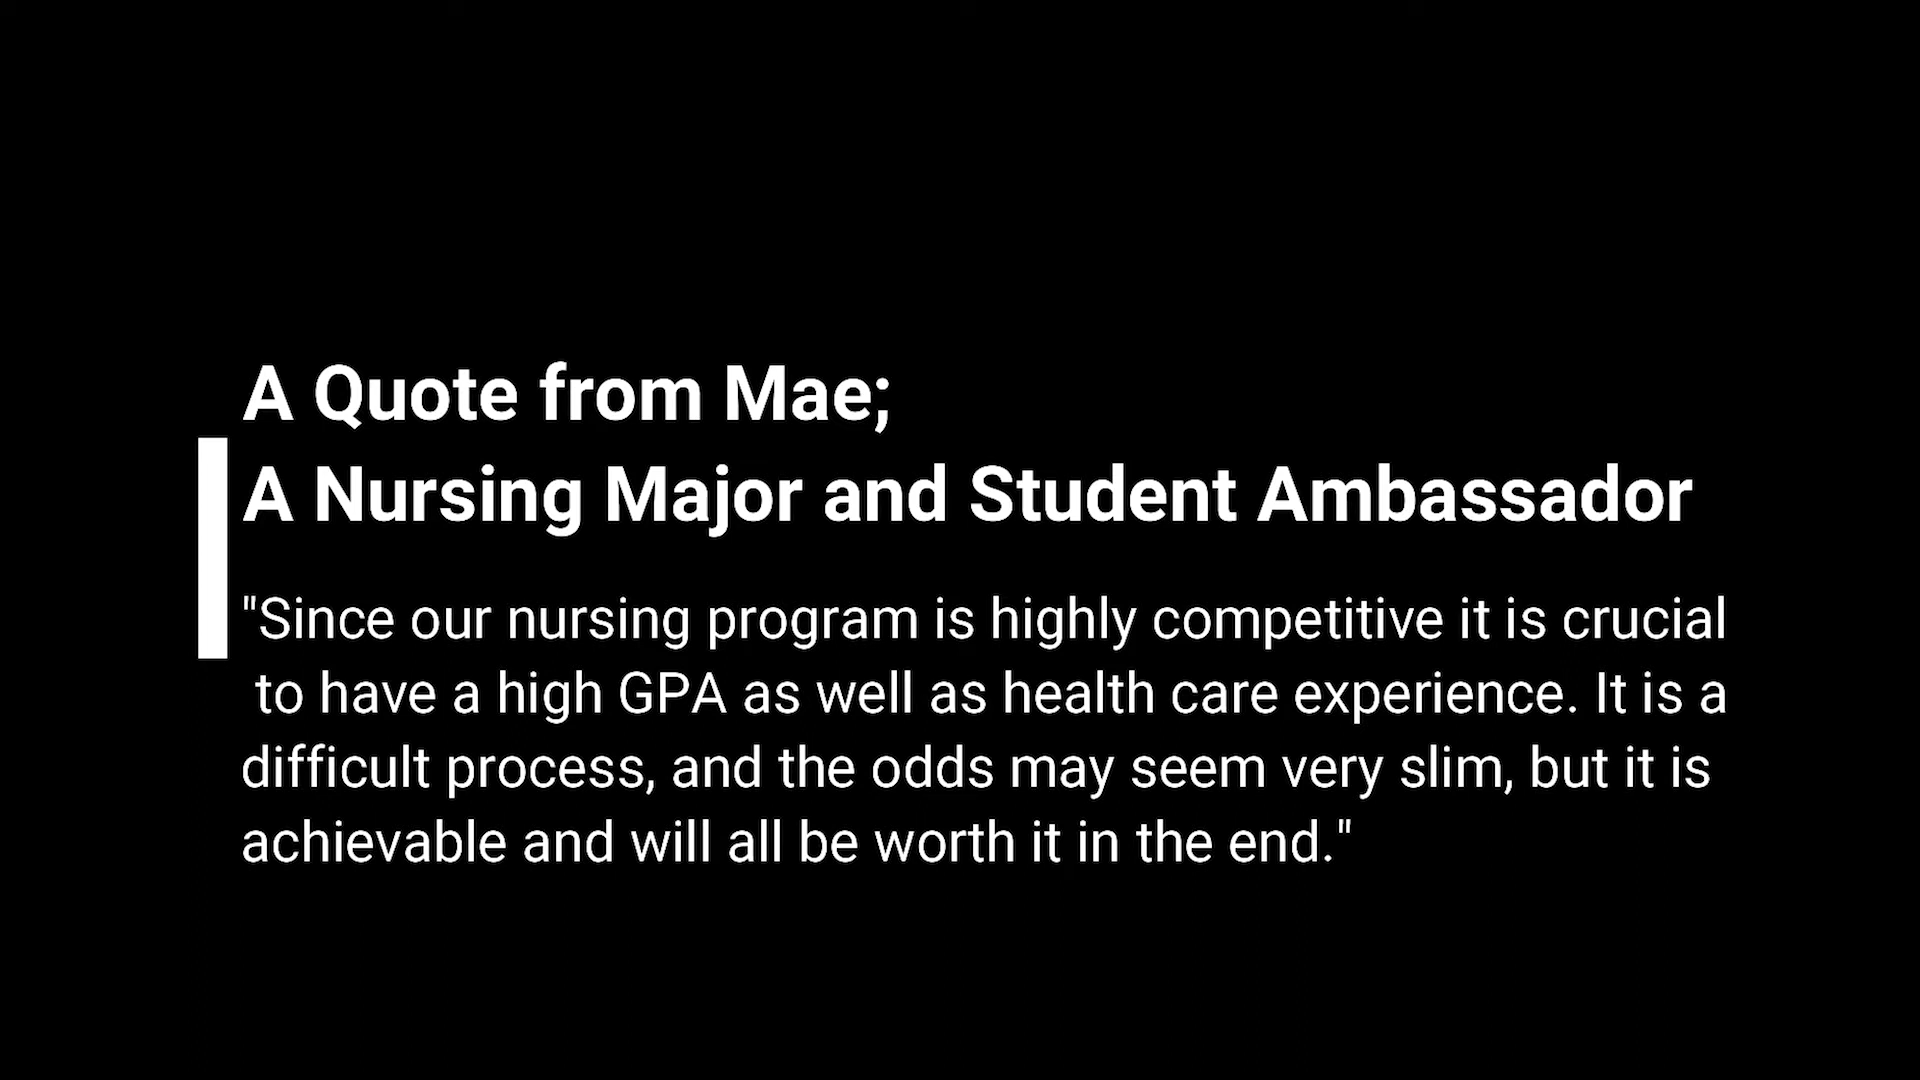 A Quote from Mae;
A Nursing Major and Student Ambassador
"Since our nursing program is highly competitive it is crucial
to have a high GPA as well as health care experience. It is a
difficult process, and the odds may seem very slim, but it is
achievable and will all be worth it in the end."